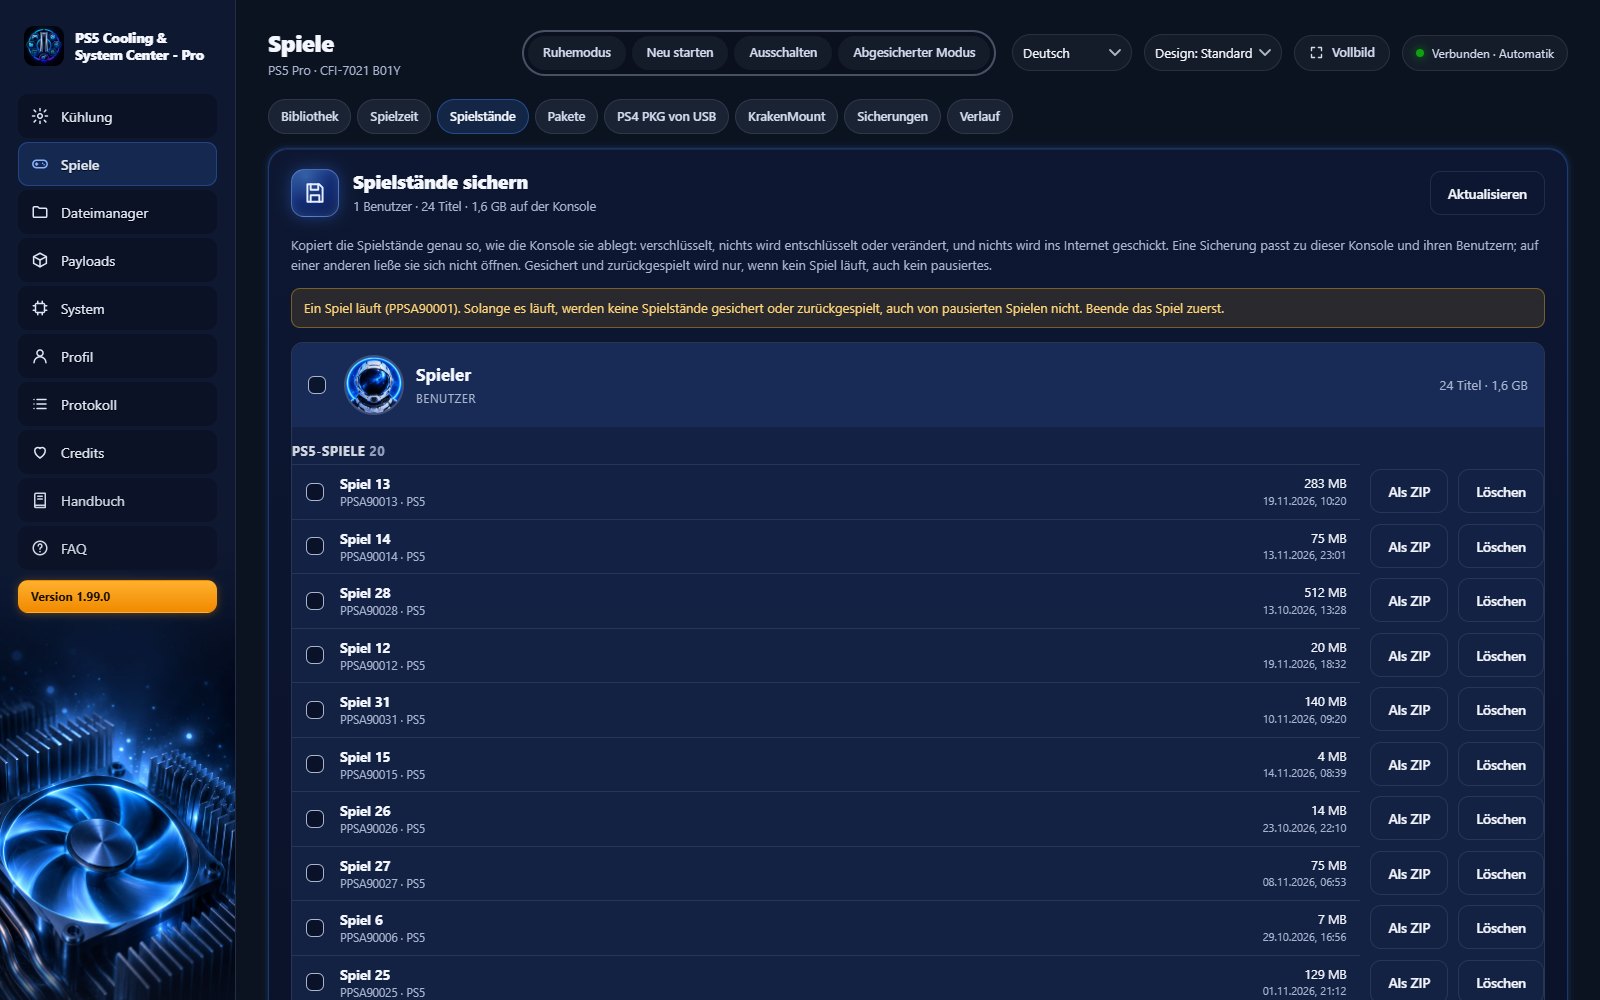 PS5 Cooling &
System Center - Pro
Kühlung
Spiele
Dateimanager
Payloads
System
Profil
Protokoll
Credits
Handbuch
FAQ
Version 1.99.0
Spiele
PS5 Pro · CFI-7021 B01Y
Ruhemodus
Neu starten
Ausschalten
Abgesicherter Modus
Deutsch
Design: Standard
Vollbild
Verbunden · Automatik
Bibliothek
Spielzeit
Spielstände
Pakete
PS4 PKG von USB
KrakenMount
Sicherungen
Verlauf
Spielstände sichern
1 Benutzer · 24 Titel · 1,6 GB auf der Konsole
Aktualisieren
Kopiert die Spielstände genau so, wie die Konsole sie ablegt: verschlüsselt, nichts wird entschlüsselt oder verändert, und nichts wird ins Internet geschickt. Eine Sicherung passt zu dieser Konsole und ihren Benutzern; auf
einer anderen ließe sie sich nicht öffnen. Gesichert und zurückgespielt wird nur, wenn kein Spiel läuft, auch kein pausiertes.
Ein Spiel läuft (PPSA90001). Solange es läuft, werden keine Spielstände gesichert oder zurückgespielt, auch von pausierten Spielen nicht. Beende das Spiel zuerst.
Spieler
BENUTZER
24 Titel · 1,6 GB
PS5-SPIELE 20
Spiel 13
PPSA90013 · PS5
283 MB
19.11.2026, 10:20
Als ZIP
Löschen
Spiel 14
PPSA90014 · PS5
75 MB
13.11.2026, 23:01
Als ZIP
Löschen
Spiel 28
PPSA90028 · PS5
512 MB
13.10.2026, 13:28
Als ZIP
Löschen
Spiel 12
PPSA90012 · PS5
20 MB
19.11.2026, 18:32
Als ZIP
Löschen
Spiel 31
PPSA90031 · PS5
140 MB
10.11.2026, 09:20
Als ZIP
Löschen
Spiel 15
PPSA90015 · PS5
4 MB
14.11.2026, 08:39
Als ZIP
Löschen
Spiel 26
PPSA90026 · PS5
14 MB
23.10.2026, 22:10
Als ZIP
Löschen
Spiel 27
PPSA90027 · PS5
75 MB
08.11.2026, 06:53
Als ZIP
Löschen
Spiel 6
PPSA90006 · PS5
7 MB
29.10.2026, 16:56
Als ZIP
Löschen
Spiel 25
PPSA90025 · PS5
129 MB
01.11.2026, 21:12
Als ZIP
Löschen